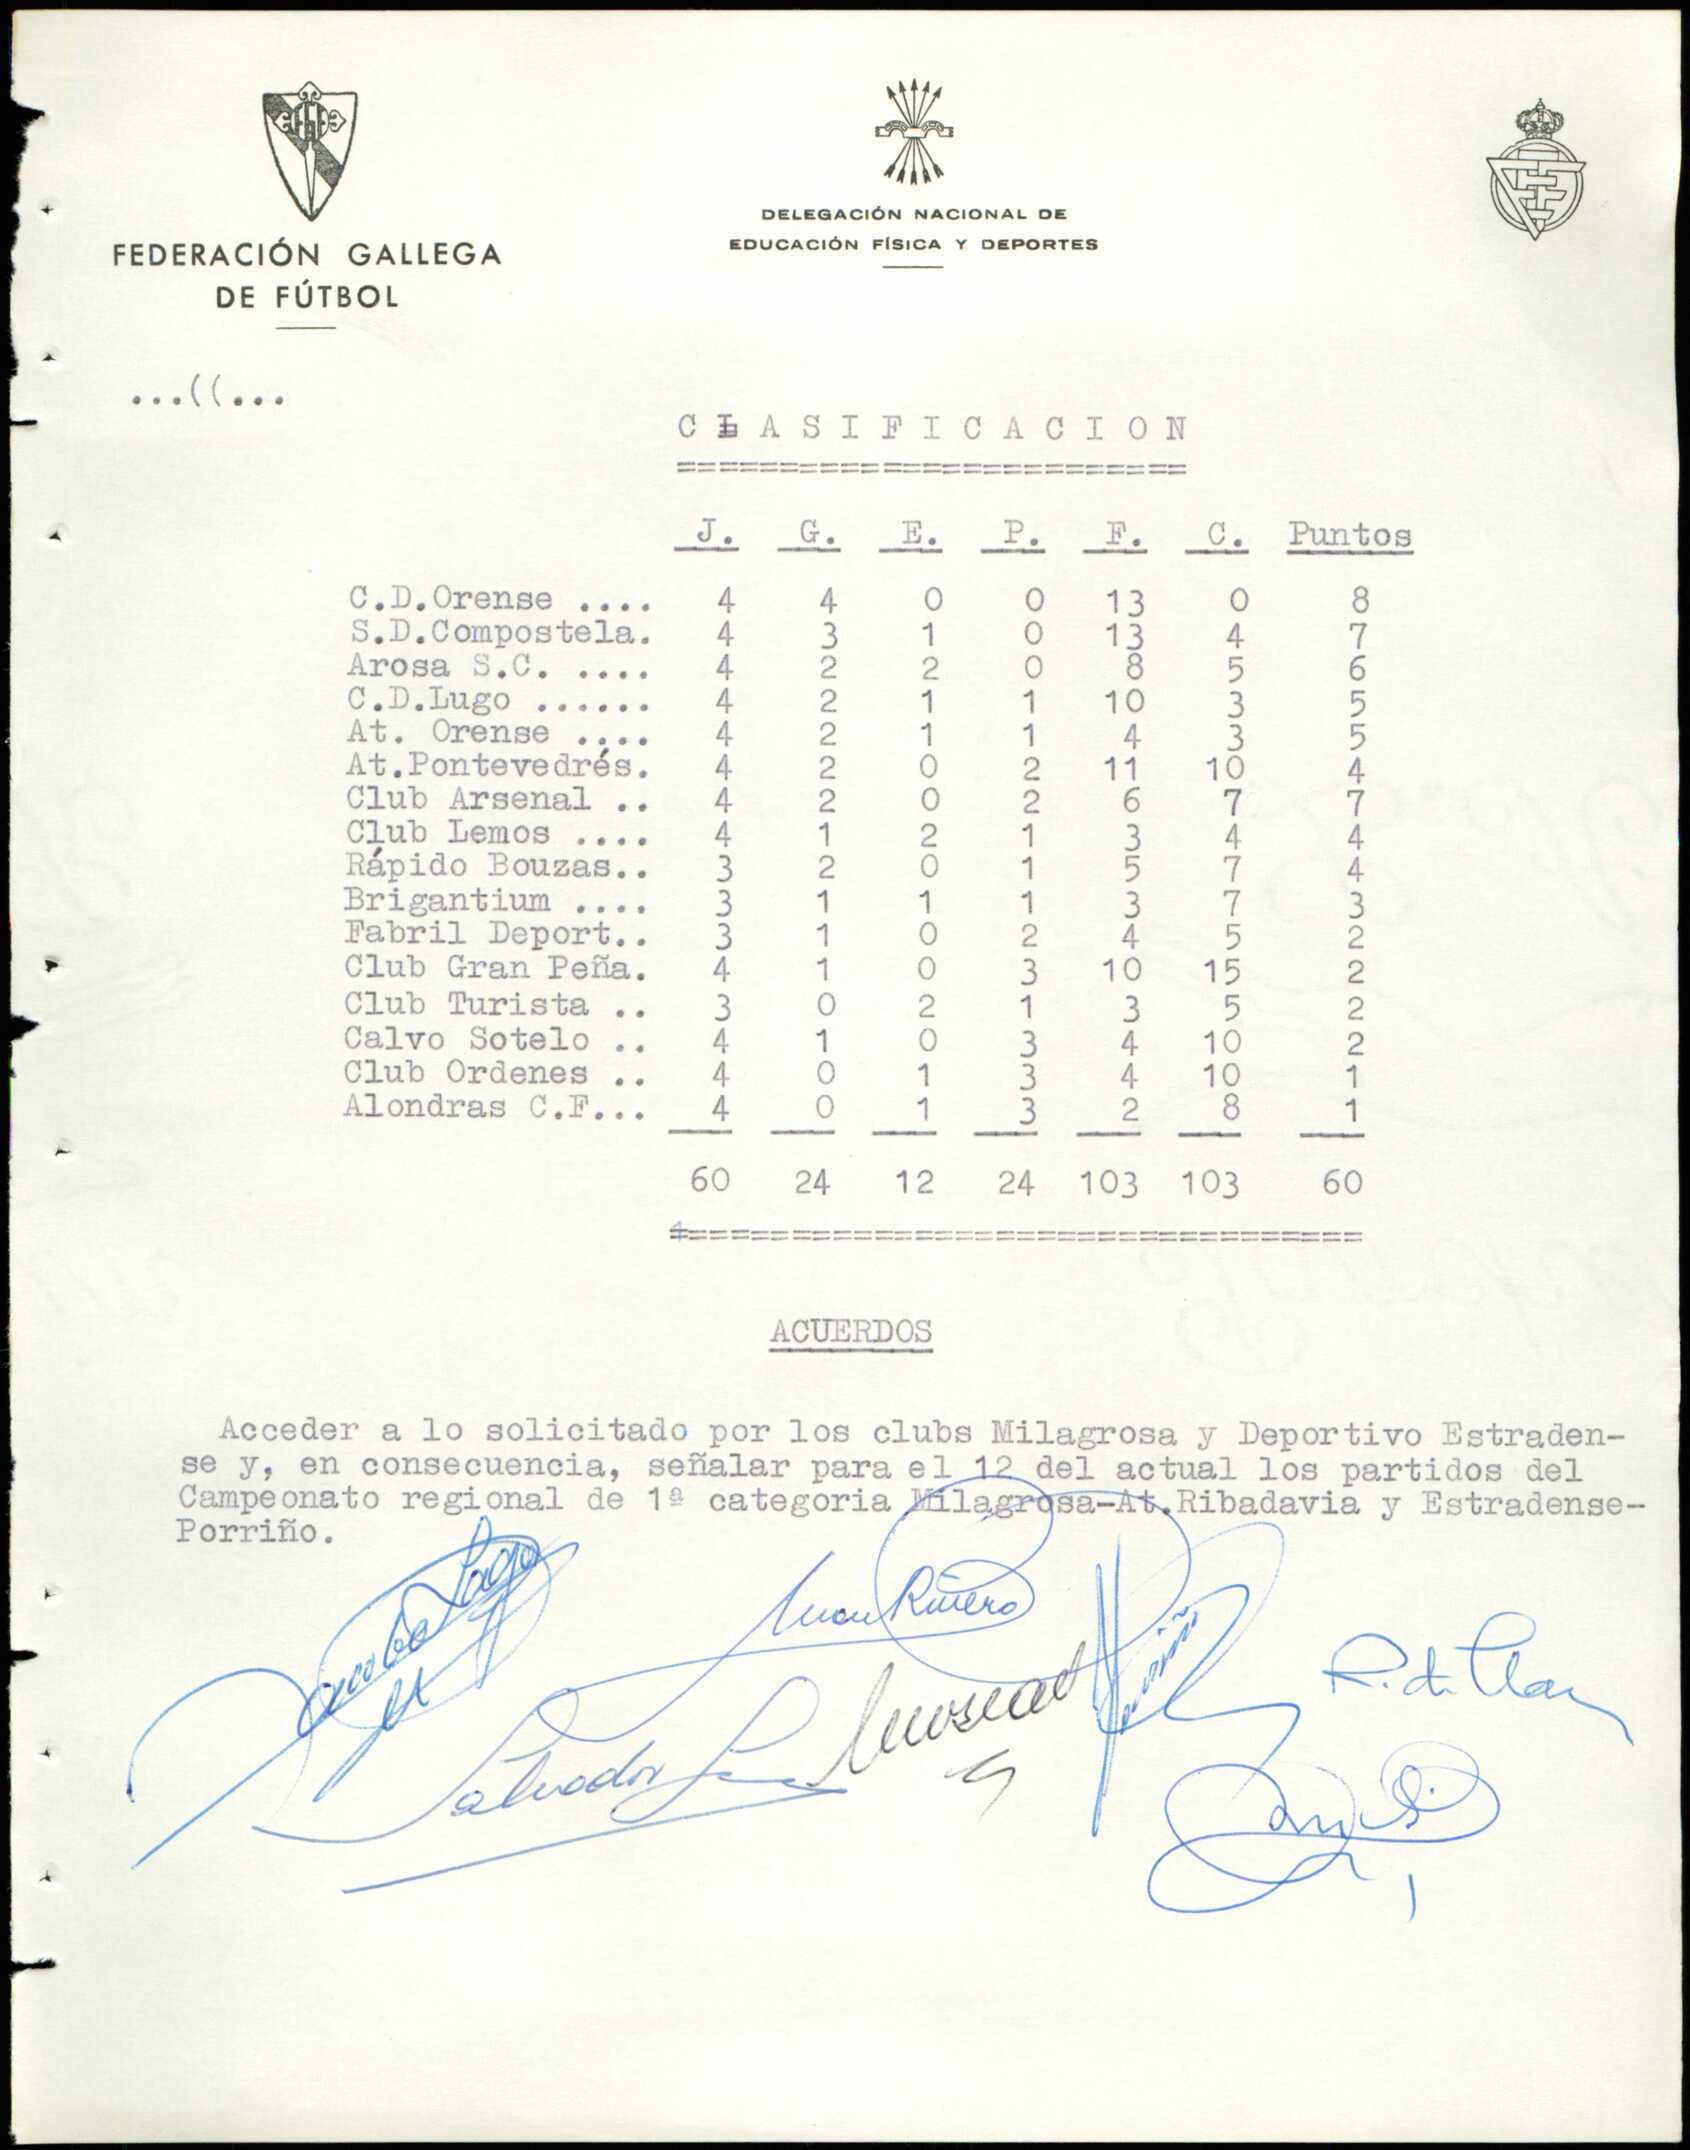 FEDERACIÓN GALLEGA
DE FÚTBOL
DELEGACIÓN NACIONAL DE
EDUCACIÓN FÍSICA Y DEPORTES
...((...
CLASIFICACION
J. G. E. P. F. C. Puntos
C.D.Orense .... 4 4 0 0 13 0 8
S.D.Compostela. 4 3 1 0 13 4 7
Arosa S.C. .... 4 2 2 0 8 5 6
C.D.Lugo ...... 4 2 1 1 10 3 5
At. Orense .... 4 2 1 1 4 3 5
At.Pontevedrés. 4 2 0 2 11 10 4
Club Arsenal .. 4 2 0 2 6 7 7
Club Lemos .... 4 1 2 1 3 4 4
Rápido Bouzas.. 3 2 0 1 5 7 4
Brigantium .... 3 1 1 1 3 7 3
Fabril Deport.. 3 1 0 2 4 5 2
Club Gran Peña. 4 1 0 3 10 15 2
Club Turista .. 3 0 2 1 3 5 2
Calvo Sotelo .. 4 1 0 3 4 10 2
Club Ordenes .. 4 0 1 3 4 10 1
Alondras C.F... 4 0 1 3 2 8 1
60 24 12 24 103 103 60
ACUERDOS
Acceder a lo solicitado por los clubs Milagrosa y Deportivo Estraden-
se y, en consecuencia, señalar para el 12 del actual los partidos del
Campeonato regional de 1ª categoria Milagrosa-At.Ribadavia y Estradense-
Porriño.
Salvador